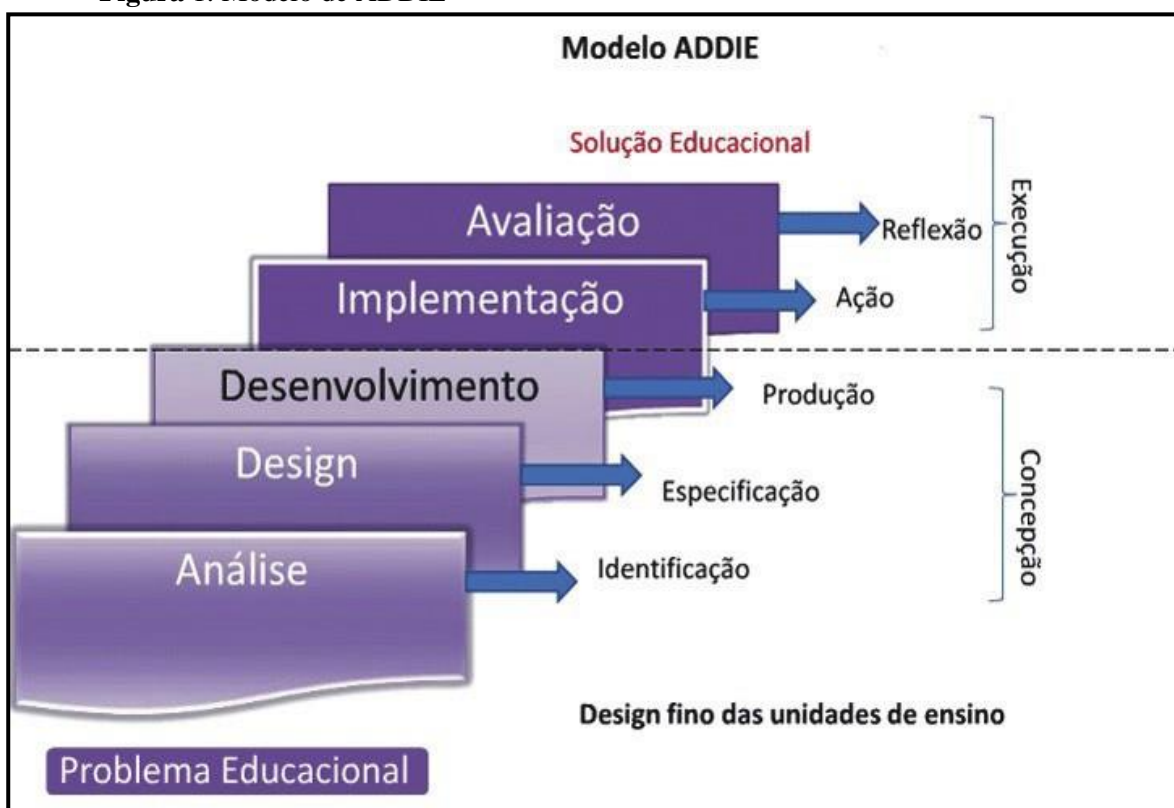 Figura 1. Modelo de ADDIE
Modelo ADDIE
Solução Educacional
Avaliação
Reflexão
Execução
Implementação
Ação
Desenvolvimento
Produção
Design
Especificação
Concepção
Análise
Identificação
Design fino das unidades de ensino
Problema Educacional